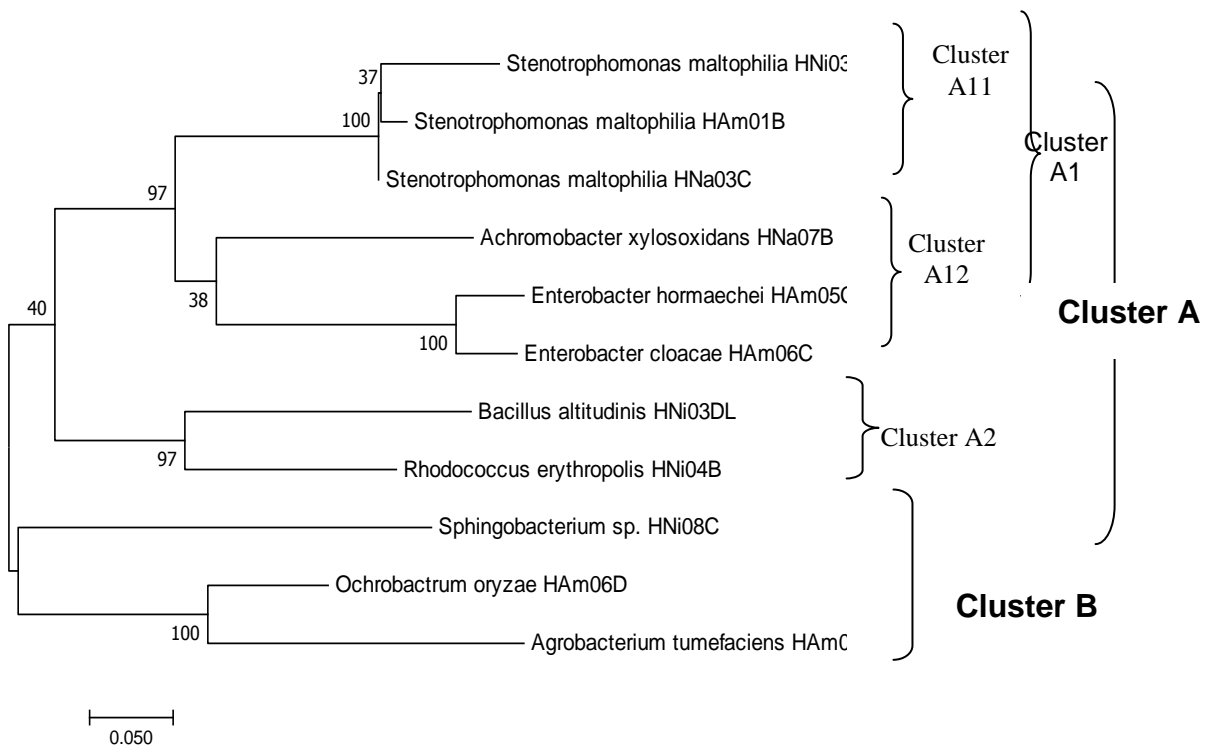 Stenotrophomonas maltophilia HNi03
37
Cluster
A11
100
Stenotrophomonas maltophilia HAm01B
Cluster
A1
Stenotrophomonas maltophilia HNa03C
97
Achromobacter xylosoxidans HNa07B
Cluster
A12
38
Enterobacter hormaechei HAm05
40
Cluster A
100
Enterobacter cloacae HAm06C
Bacillus altitudinis HNi03DL
Cluster A2
97
Rhodococcus erythropolis HNi04B
Sphingobacterium sp. HNi08C
Ochrobactrum oryzae HAm06D
Cluster B
100
Agrobacterium tumefaciens HAm0
0.050